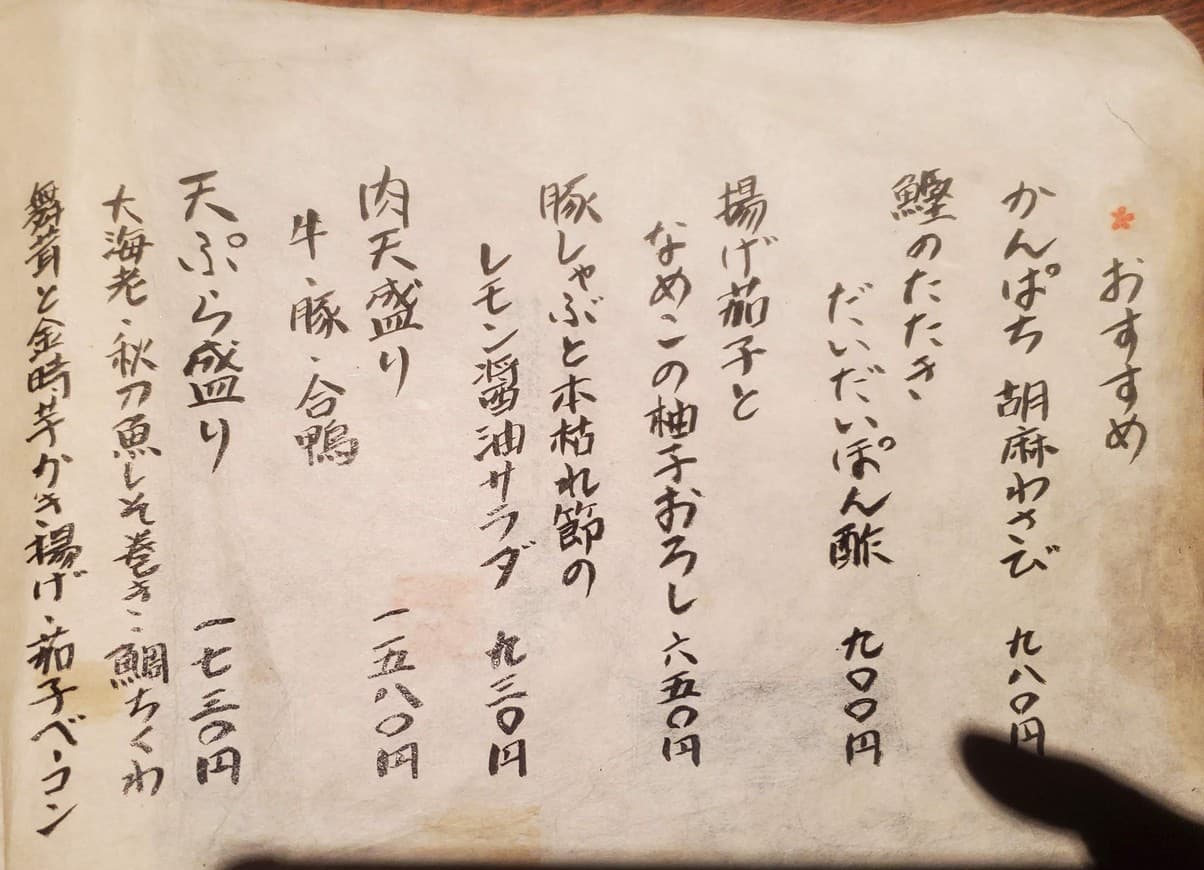 おすすめ
かんぱち 胡麻わさび 九八〇円
鰹のたたき
だいだいぽん酢 九〇〇円
揚げ茄子と
なめこの柚子おろし 六五〇円
豚しゃぶと本枯れ節の
レモン醤油サラダ 九三〇円
肉天盛り 一五八〇円
牛・豚・合鴨
天ぷら盛り 一七三〇円
大海老・秋刀魚しそ巻き・鯛ちくわ
舞茸と金時芋かき揚げ・茄子ベーコン